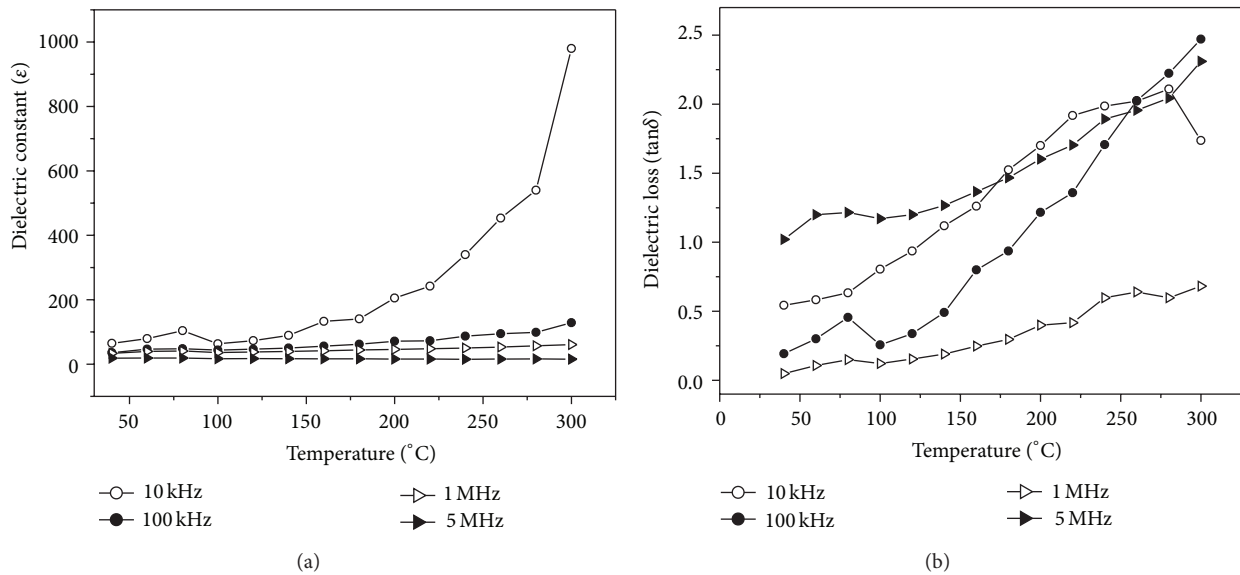 Dielectric constant (ε)
1000
800
600
400
200
0
50
100
150
200
250
300
Temperature (°C)
10 kHz
100 kHz
1 MHz
5 MHz
(a)
Dielectric loss (tanδ)
2.5
2.0
1.5
1.0
0.5
0.0
0
50
100
150
200
250
300
Temperature (°C)
10 kHz
100 kHz
1 MHz
5 MHz
(b)